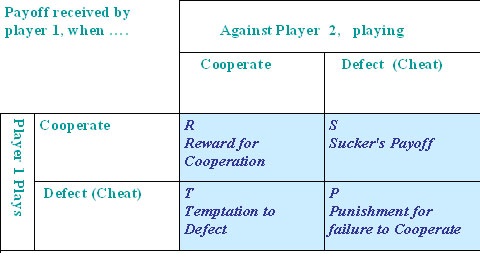 Payoff received by
player 1, when ....
Against Player 2, playing
Cooperate
Defect (Cheat)
Player 1 Plays
Cooperate
R
Reward for
Cooperation
S
Sucker's Payoff
Defect (Cheat)
T
Temptation to
Defect
P
Punishment for
failure to Cooperate